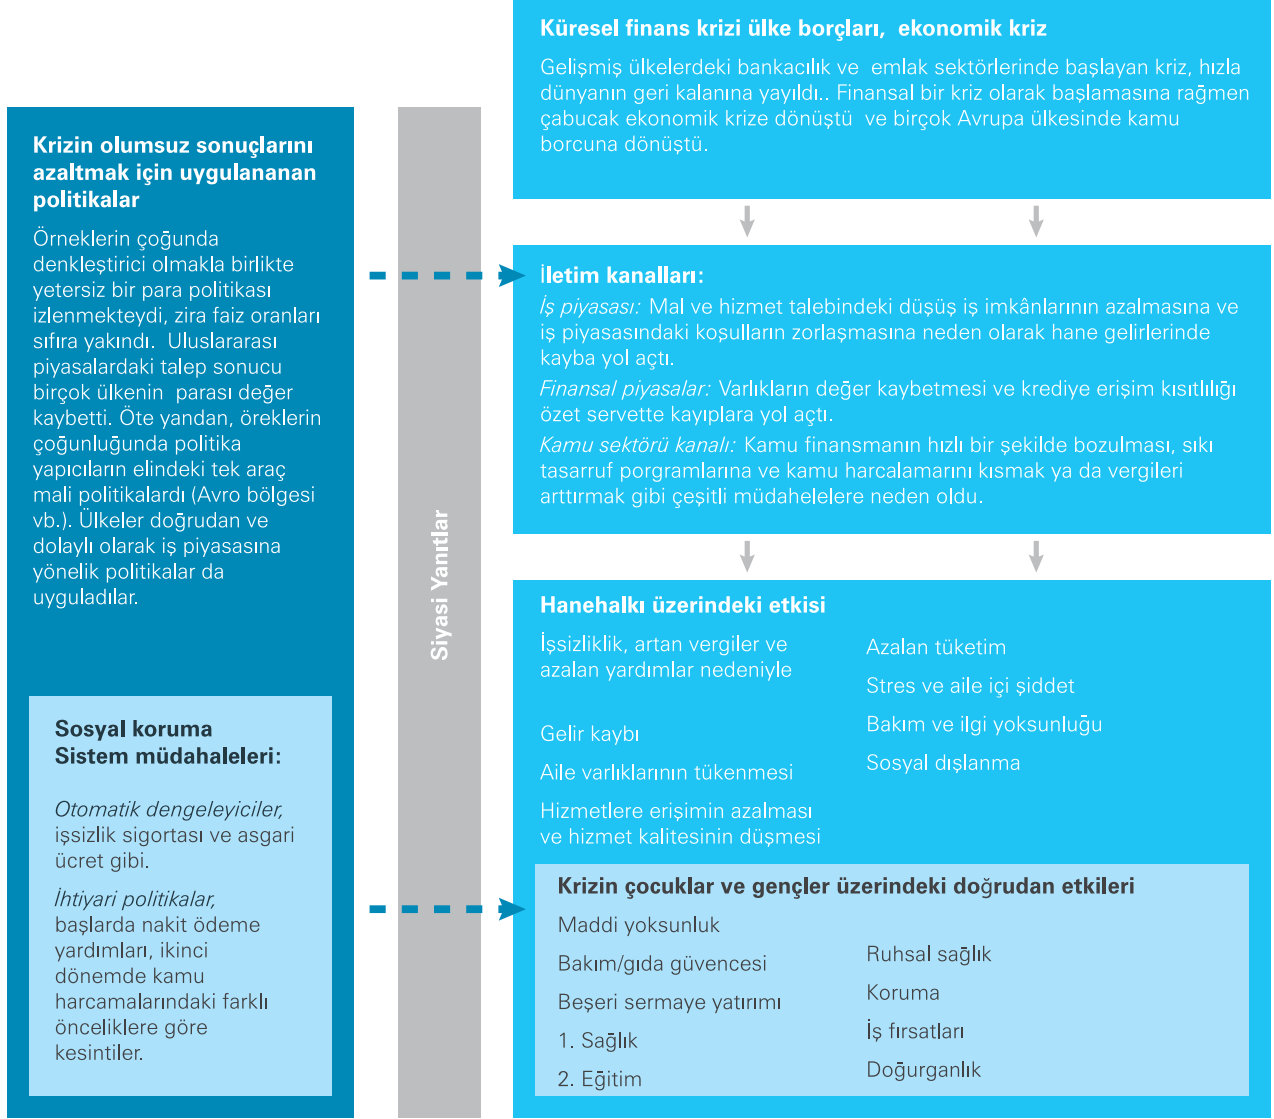 Küresel finans krizi ülke borçları, ekonomik kriz
Gelişmiş ülkelerdeki bankacılık ve emlak sektörlerinde başlayan kriz, hızla
dünyanın geri kalanına yayıldı.. Finansal bir kriz olarak başlamasına rağmen
çabucak ekonomik krize dönüştü ve birçok Avrupa ülkesinde kamu
borcuna dönüştü.
Krizin olumsuz sonuçlarını
azaltmak için uygulananan
politikalar
Örneklerin çoğunda
denkleştirici olmakla birlikte
yetersiz bir para politikası
izlenmekteydi, zira faiz oranları
sıfıra yakındı. Uluslararası
piyasalardaki talep sonucu
birçok ülkenin parası değer
kaybetti. Öte yandan, öreklerin
çoğunluğunda politika
yapıcıların elindeki tek araç
mali politikalardı (Avro bölgesi
vb.). Ülkeler doğrudan ve
dolaylı olarak iş piyasasına
yönelik politikalar da
uyguladılar.
Sosyal koruma
Sistem müdahaleleri:
Otomatik dengeleyiciler,
işsizlik sigortası ve asgari
ücret gibi.
İhtiyari politikalar,
başlarda nakit ödeme
yardımları, ikinci
dönemde kamu
harcamalarındaki farklı
önceliklere göre
kesintiler.
Siyasi Yanıtlar
İletim kanalları:
İş piyasası: Mal ve hizmet talebindeki düşüş iş imkânlarının azalmasına ve
iş piyasasındaki koşulların zorlaşmasına neden olarak hane gelirlerinde
kayba yol açtı.
Finansal piyasalar: Varlıkların değer kaybetmesi ve krediye erişim kısıtlılığı
özet servette kayıplara yol açtı.
Kamu sektörü kanalı: Kamu finansmanın hızlı bir şekilde bozulması, sıkı
tasarruf porgramlarına ve kamu harcalamarını kısmak ya da vergileri
arttırmak gibi çeşitli müdahelelere neden oldu.
Hanehalkı üzerindeki etkisi
İşsizliklik, artan vergiler ve
azalan yardımlar nedeniyle
Gelir kaybı
Aile varlıklarının tükenmesi
Hizmetlere erişimin azalması
ve hizmet kalitesinin düşmesi
Azalan tüketim
Stres ve aile içi şiddet
Bakım ve ilgi yoksunluğu
Sosyal dışlanma
Krizin çocuklar ve gençler üzerindeki doğrudan etkileri
Maddi yoksunluk
Bakım/gıda güvencesi
Beşeri sermaye yatırımı
1. Sağlık
2. Eğitim
Ruhsal sağlık
Koruma
İş fırsatları
Doğurganlık